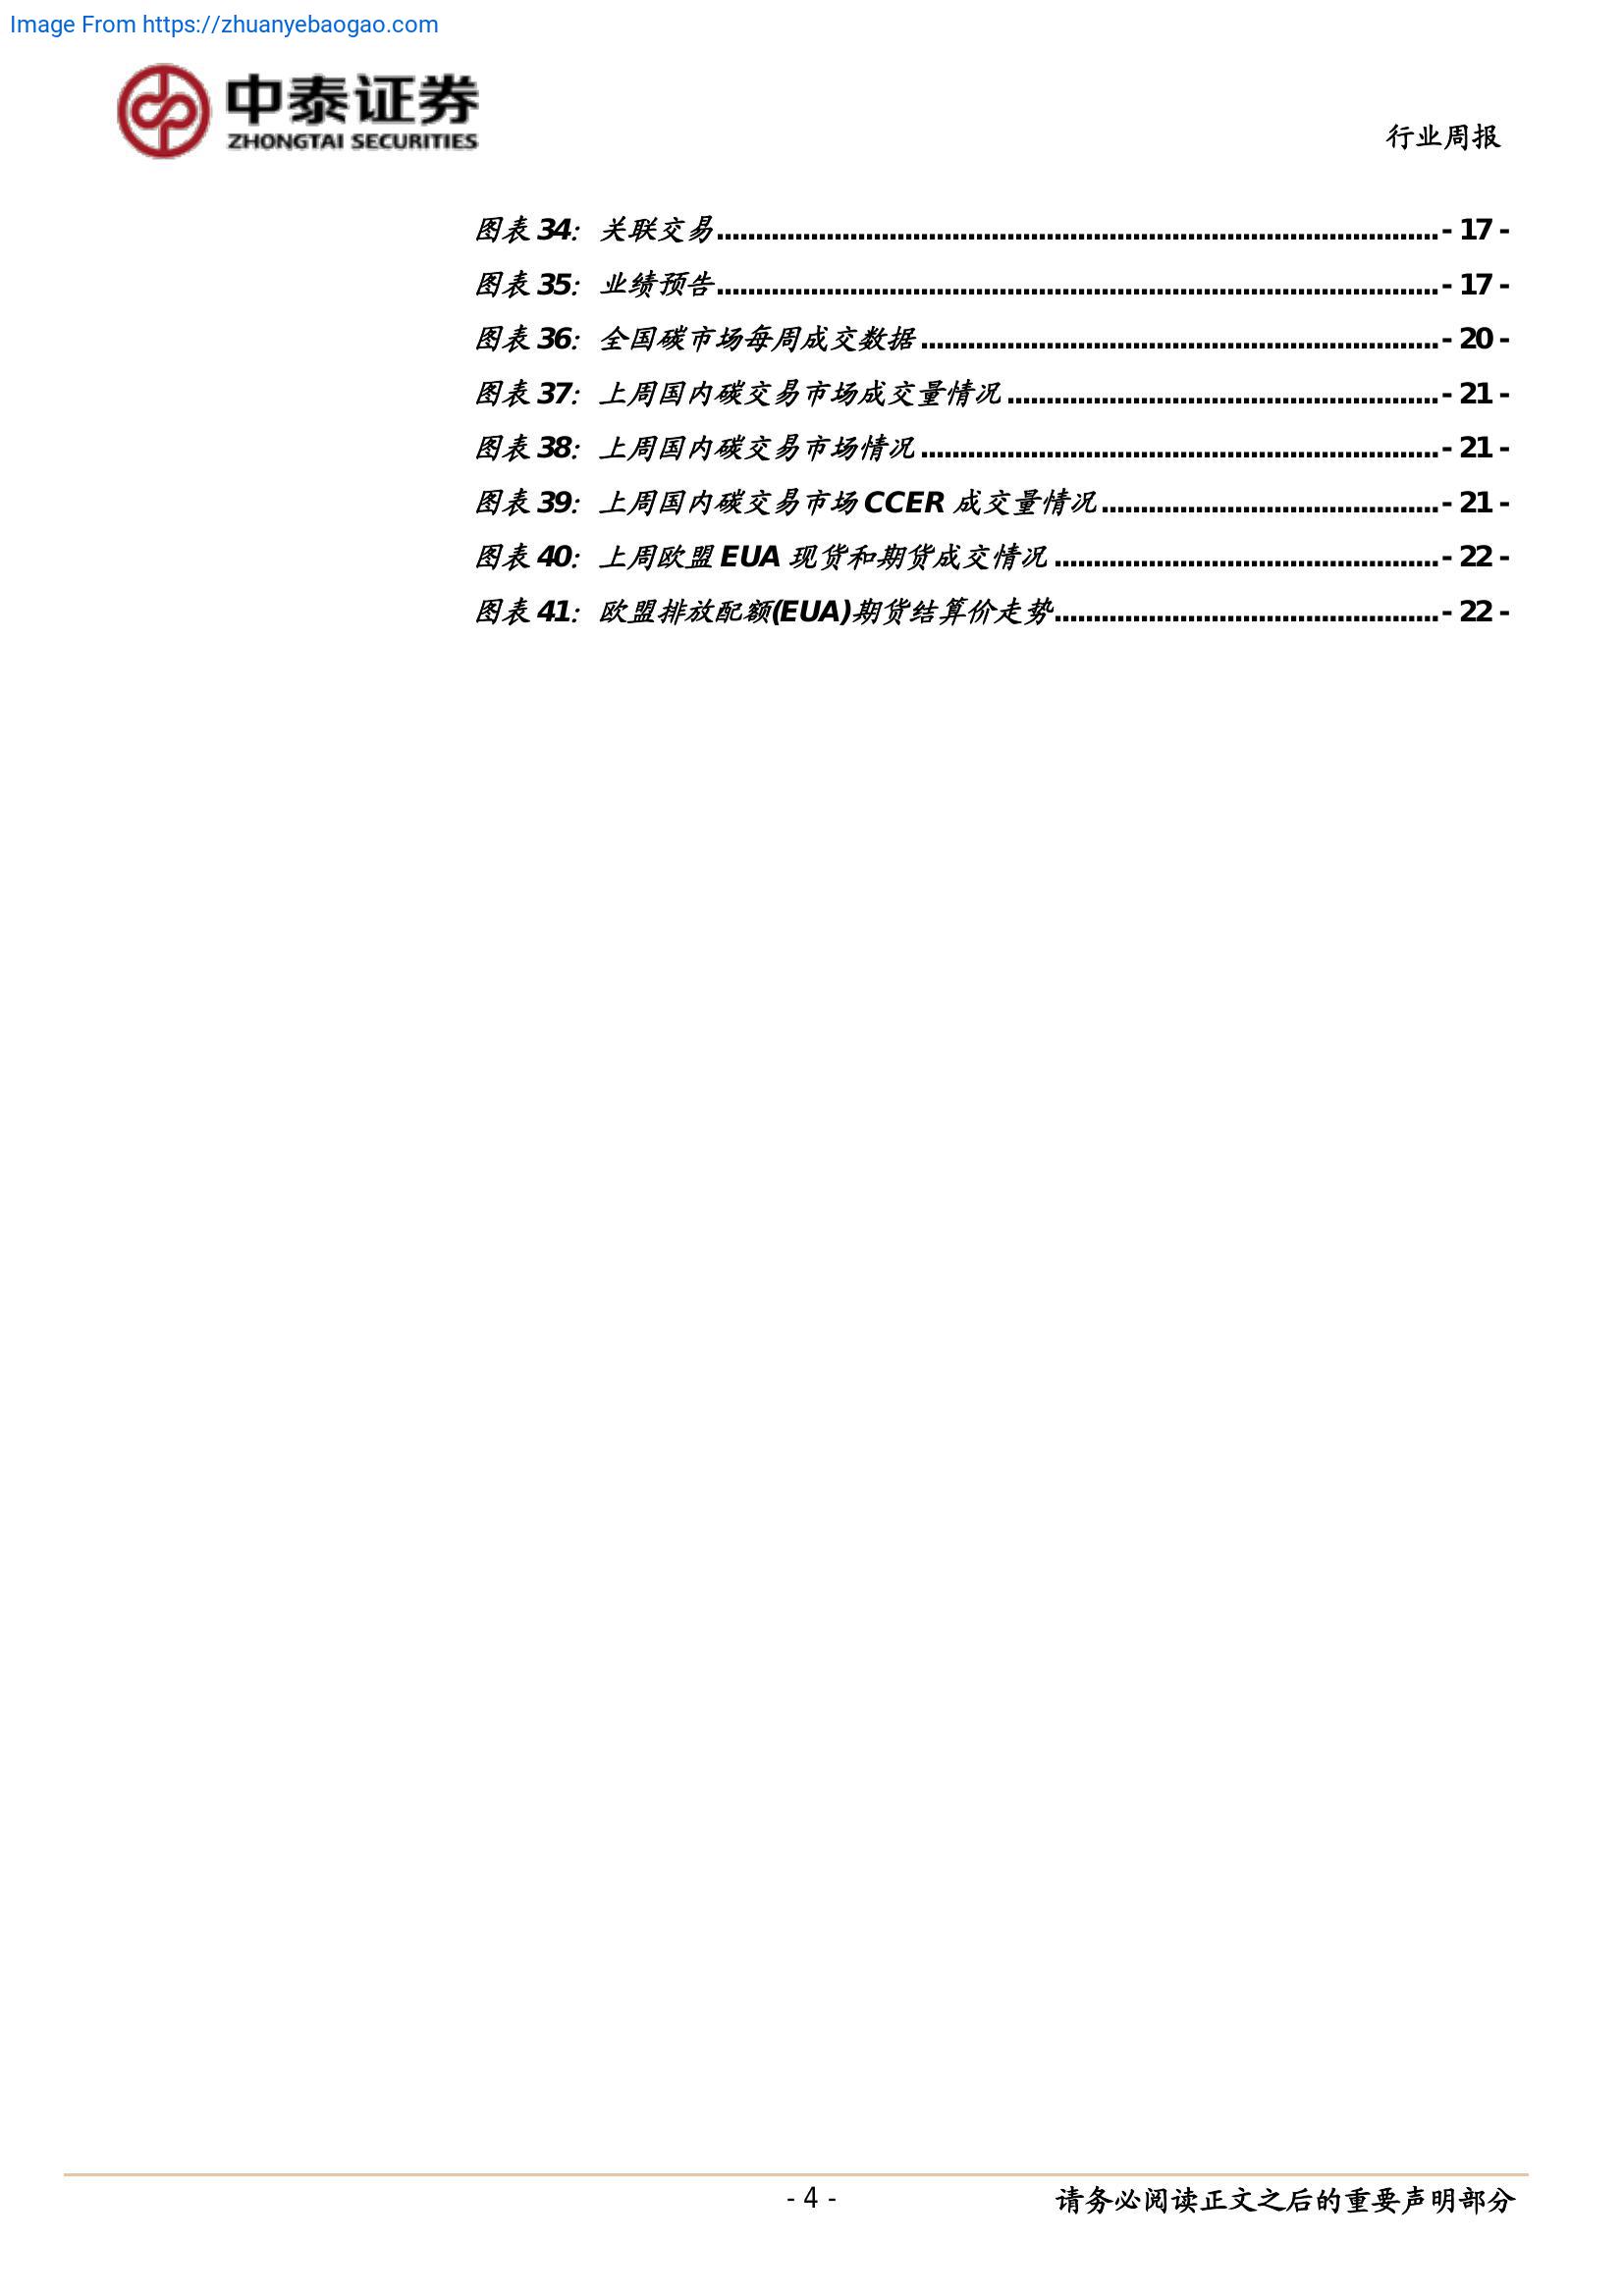 Image From https://zhuanyebaogao.com
中泰证券
ZHONGTAI SECURITIES
行业周报
图表 34：关联交易 - 17 -
图表 35：业绩预告 - 17 -
图表 36：全国碳市场每周成交数据 - 20 -
图表 37：上周国内碳交易市场成交量情况 - 21 -
图表 38：上周国内碳交易市场情况 - 21 -
图表 39：上周国内碳交易市场 CCER 成交量情况 - 21 -
图表 40：上周欧盟 EUA 现货和期货成交情况 - 22 -
图表 41：欧盟排放配额(EUA)期货结算价走势 - 22 -
- 4 -
请务必阅读正文之后的重要声明部分